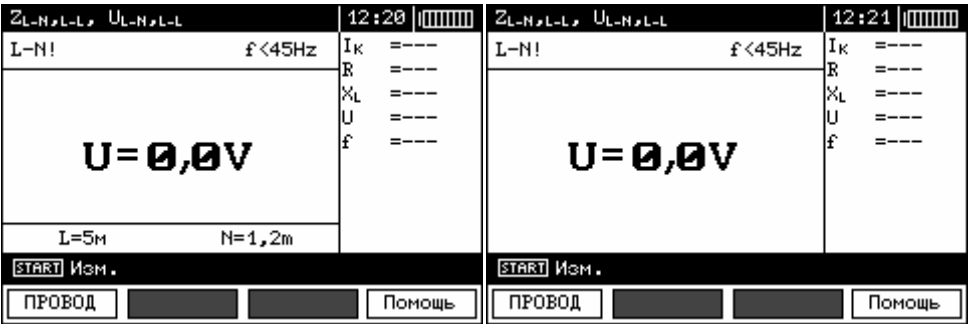 ZL-N,L-L, UL-N,L-L 12:20
L-N! f<45Hz
IK =---
R =---
XL =---
U =---
f =---
U=0,0V
L=5м N=1,2m
START Изм.
ПРОВОД Помощь
ZL-N,L-L, UL-N,L-L 12:21
L-N! f<45Hz
IK =---
R =---
XL =---
U =---
f =---
U=0,0V
START Изм.
ПРОВОД Помощь